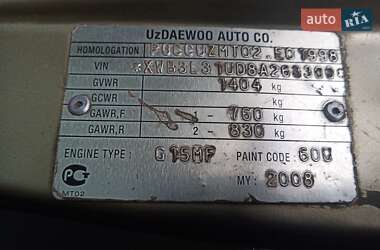 auto RIA
UzDAEWOO AUTO CO.
HOMOLOGATION
VIN
GVWR 1404 kg
GCWR kg
GAWR,F 1 - 760 kg
GAWR,R 2 - 830 kg
ENGINE TYPE : G15MF PAINT CODE : 60U
MY : 2008
MT02